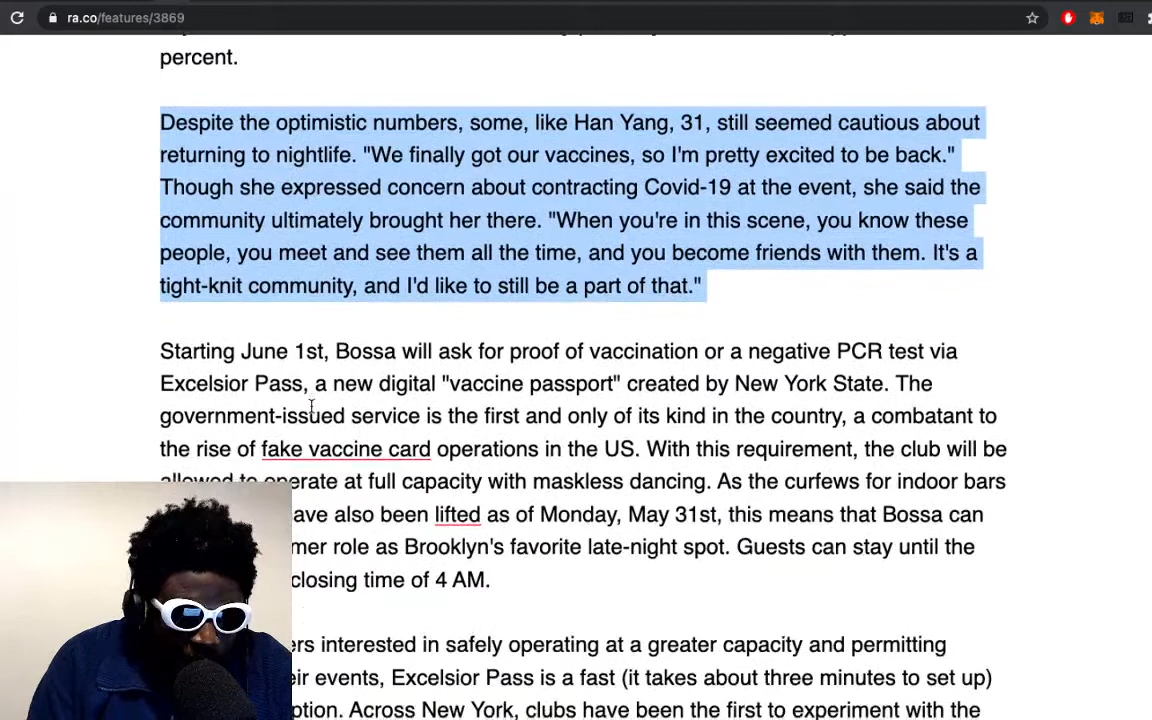 ra.co/features/3869
percent.
Despite the optimistic numbers, some, like Han Yang, 31, still seemed cautious about
returning to nightlife. "We finally got our vaccines, so I'm pretty excited to be back."
Though she expressed concern about contracting Covid-19 at the event, she said the
community ultimately brought her there. "When you're in this scene, you know these
people, you meet and see them all the time, and you become friends with them. It's a
tight-knit community, and I'd like to still be a part of that."
Starting June 1st, Bossa will ask for proof of vaccination or a negative PCR test via
Excelsior Pass, a new digital "vaccine passport" created by New York State. The
government-issued service is the first and only of its kind in the country, a combatant to
the rise of fake vaccine card operations in the US. With this requirement, the club will be
allowed to operate at full capacity with maskless dancing. As the curfews for indoor bars
ave also been lifted as of Monday, May 31st, this means that Bossa can
mer role as Brooklyn's favorite late-night spot. Guests can stay until the
closing time of 4 AM.
ers interested in safely operating at a greater capacity and permitting
eir events, Excelsior Pass is a fast (it takes about three minutes to set up)
ption. Across New York, clubs have been the first to experiment with the